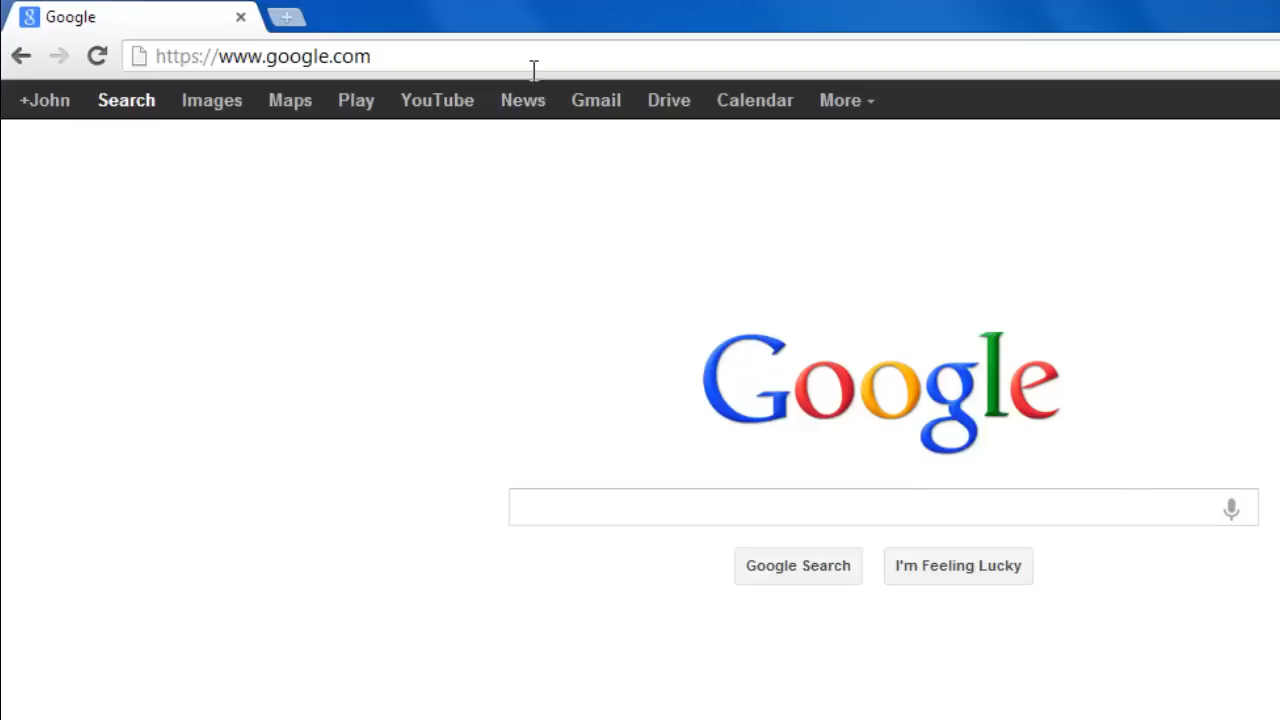 Google
https://www.google.com
+John Search Images Maps Play YouTube News Gmail Drive Calendar More
Google
Google Search I'm Feeling Lucky